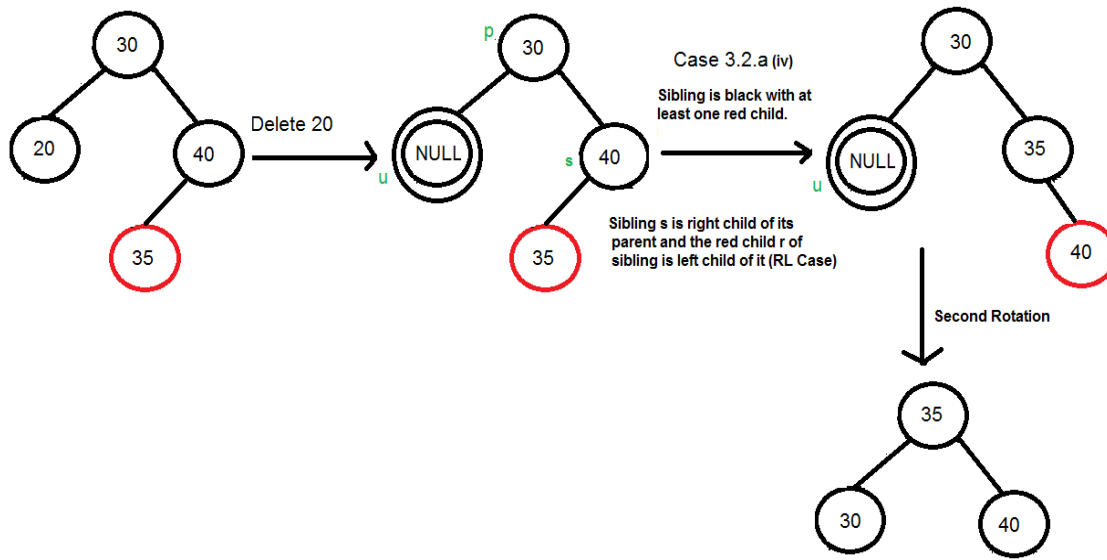 30
20
40
35
Delete 20
p
30
NULL
u
s
40
35
Case 3.2.a (iv)
Sibling is black with at
least one red child.
Sibling s is right child of its
parent and the red child r of
sibling is left child of it (RL Case)
30
NULL
u
35
40
Second Rotation
35
30
40